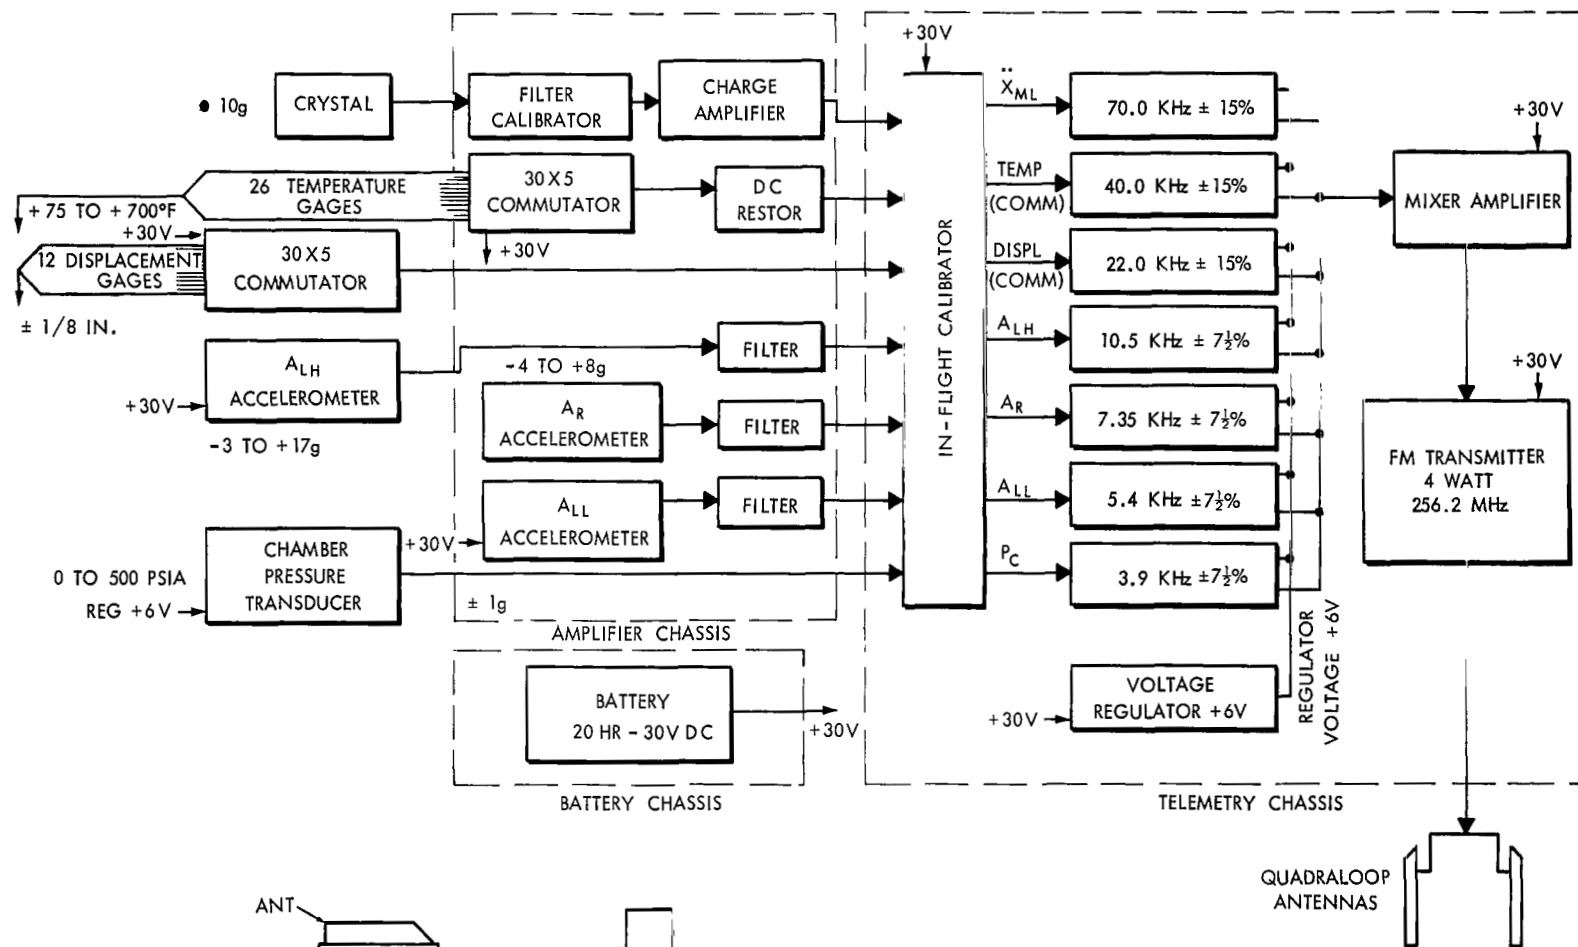 +30V
● 10g
CRYSTAL
FILTER
CALIBRATOR
CHARGE
AMPLIFIER
Ẍ_ML
70.0 KHz ± 15%
+30V
26 TEMPERATURE
GAGES
30X5
COMMUTATOR
DC
RESTOR
TEMP
(COMM)
40.0 KHz ±15%
MIXER AMPLIFIER
+75 TO +700°F
+30V
+30V
12 DISPLACEMENT
GAGES
30X5
COMMUTATOR
DISPL
(COMM)
22.0 KHz ± 15%
± 1/8 IN.
IN-FLIGHT CALIBRATOR
A_LH
ACCELEROMETER
+30V
-3 TO +17g
FILTER
A_LH
10.5 KHz ± 7½%
+30V
-4 TO +8g
A_R
ACCELEROMETER
FILTER
A_R
7.35 KHz ± 7½%
FM TRANSMITTER
4 WATT
256.2 MHz
A_LL
ACCELEROMETER
+30V
FILTER
A_LL
5.4 KHz ±7½%
0 TO 500 PSIA
REG +6V
CHAMBER
PRESSURE
TRANSDUCER
± 1g
P_C
3.9 KHz ±7½%
AMPLIFIER CHASSIS
REGULATOR
VOLTAGE +6V
BATTERY
20 HR - 30V DC
+30V
+30V
VOLTAGE
REGULATOR +6V
BATTERY CHASSIS
TELEMETRY CHASSIS
QUADRALOOP
ANTENNAS
ANT